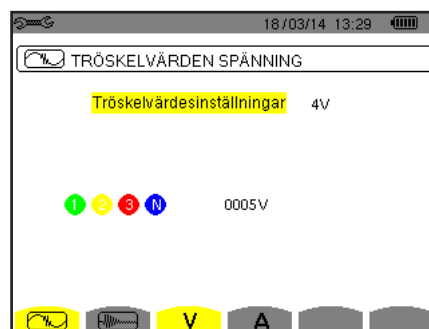 18/03/14 13:29
TRÖSKELVÄRDEN SPÄNNING
Tröskelvärdesinställningar 4V
1 2 3 N 0005V
V A